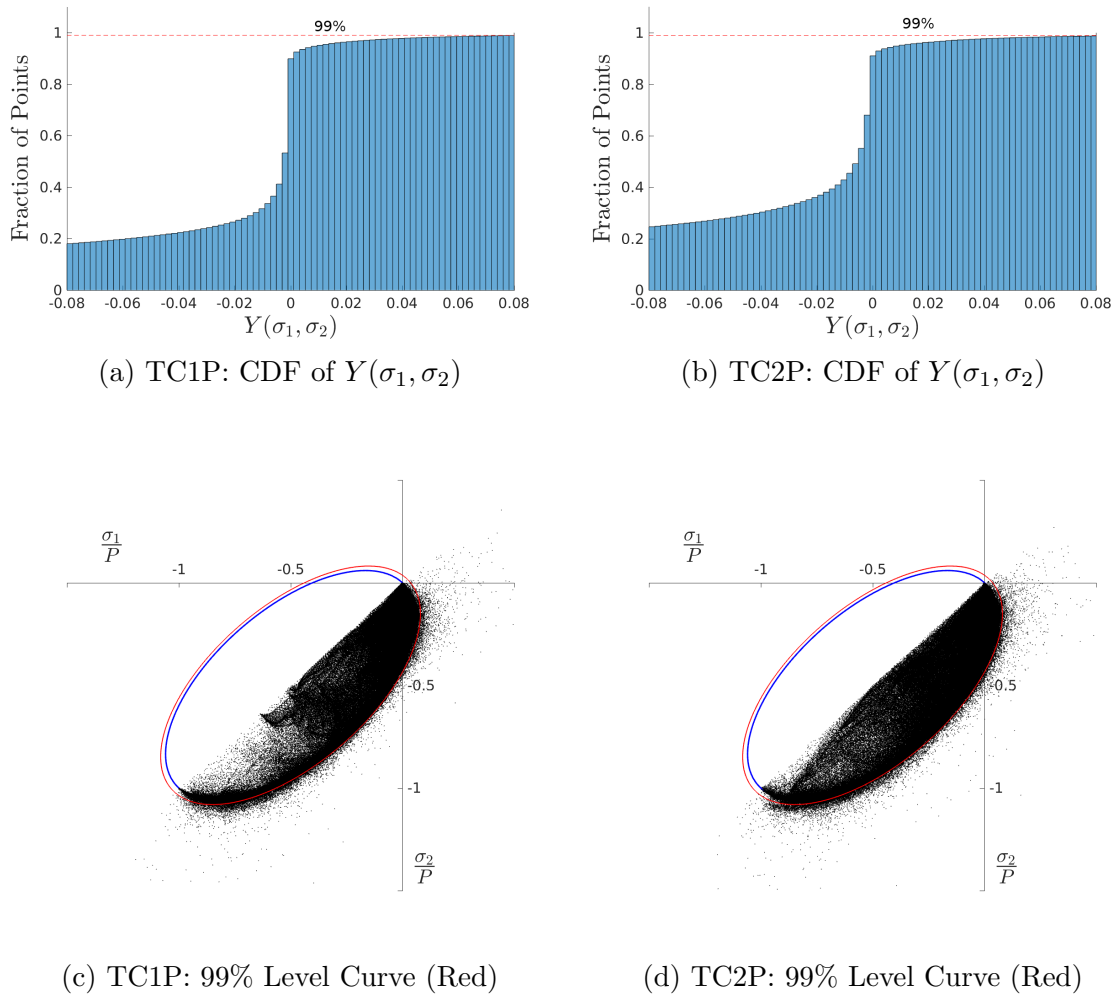 99%
1
0.8
0.6
0.4
0.2
0
Fraction of Points
-0.08 -0.06 -0.04 -0.02 0 0.02 0.04 0.06 0.08
Y(σ₁, σ₂)
(a) TC1P: CDF of Y(σ₁, σ₂)
99%
1
0.8
0.6
0.4
0.2
0
Fraction of Points
-0.08 -0.06 -0.04 -0.02 0 0.02 0.04 0.06 0.08
Y(σ₁, σ₂)
(b) TC2P: CDF of Y(σ₁, σ₂)
σ₁/P
-1 -0.5
-0.5
-1
σ₂/P
(c) TC1P: 99% Level Curve (Red)
σ₁/P
-1 -0.5
-0.5
-1
σ₂/P
(d) TC2P: 99% Level Curve (Red)